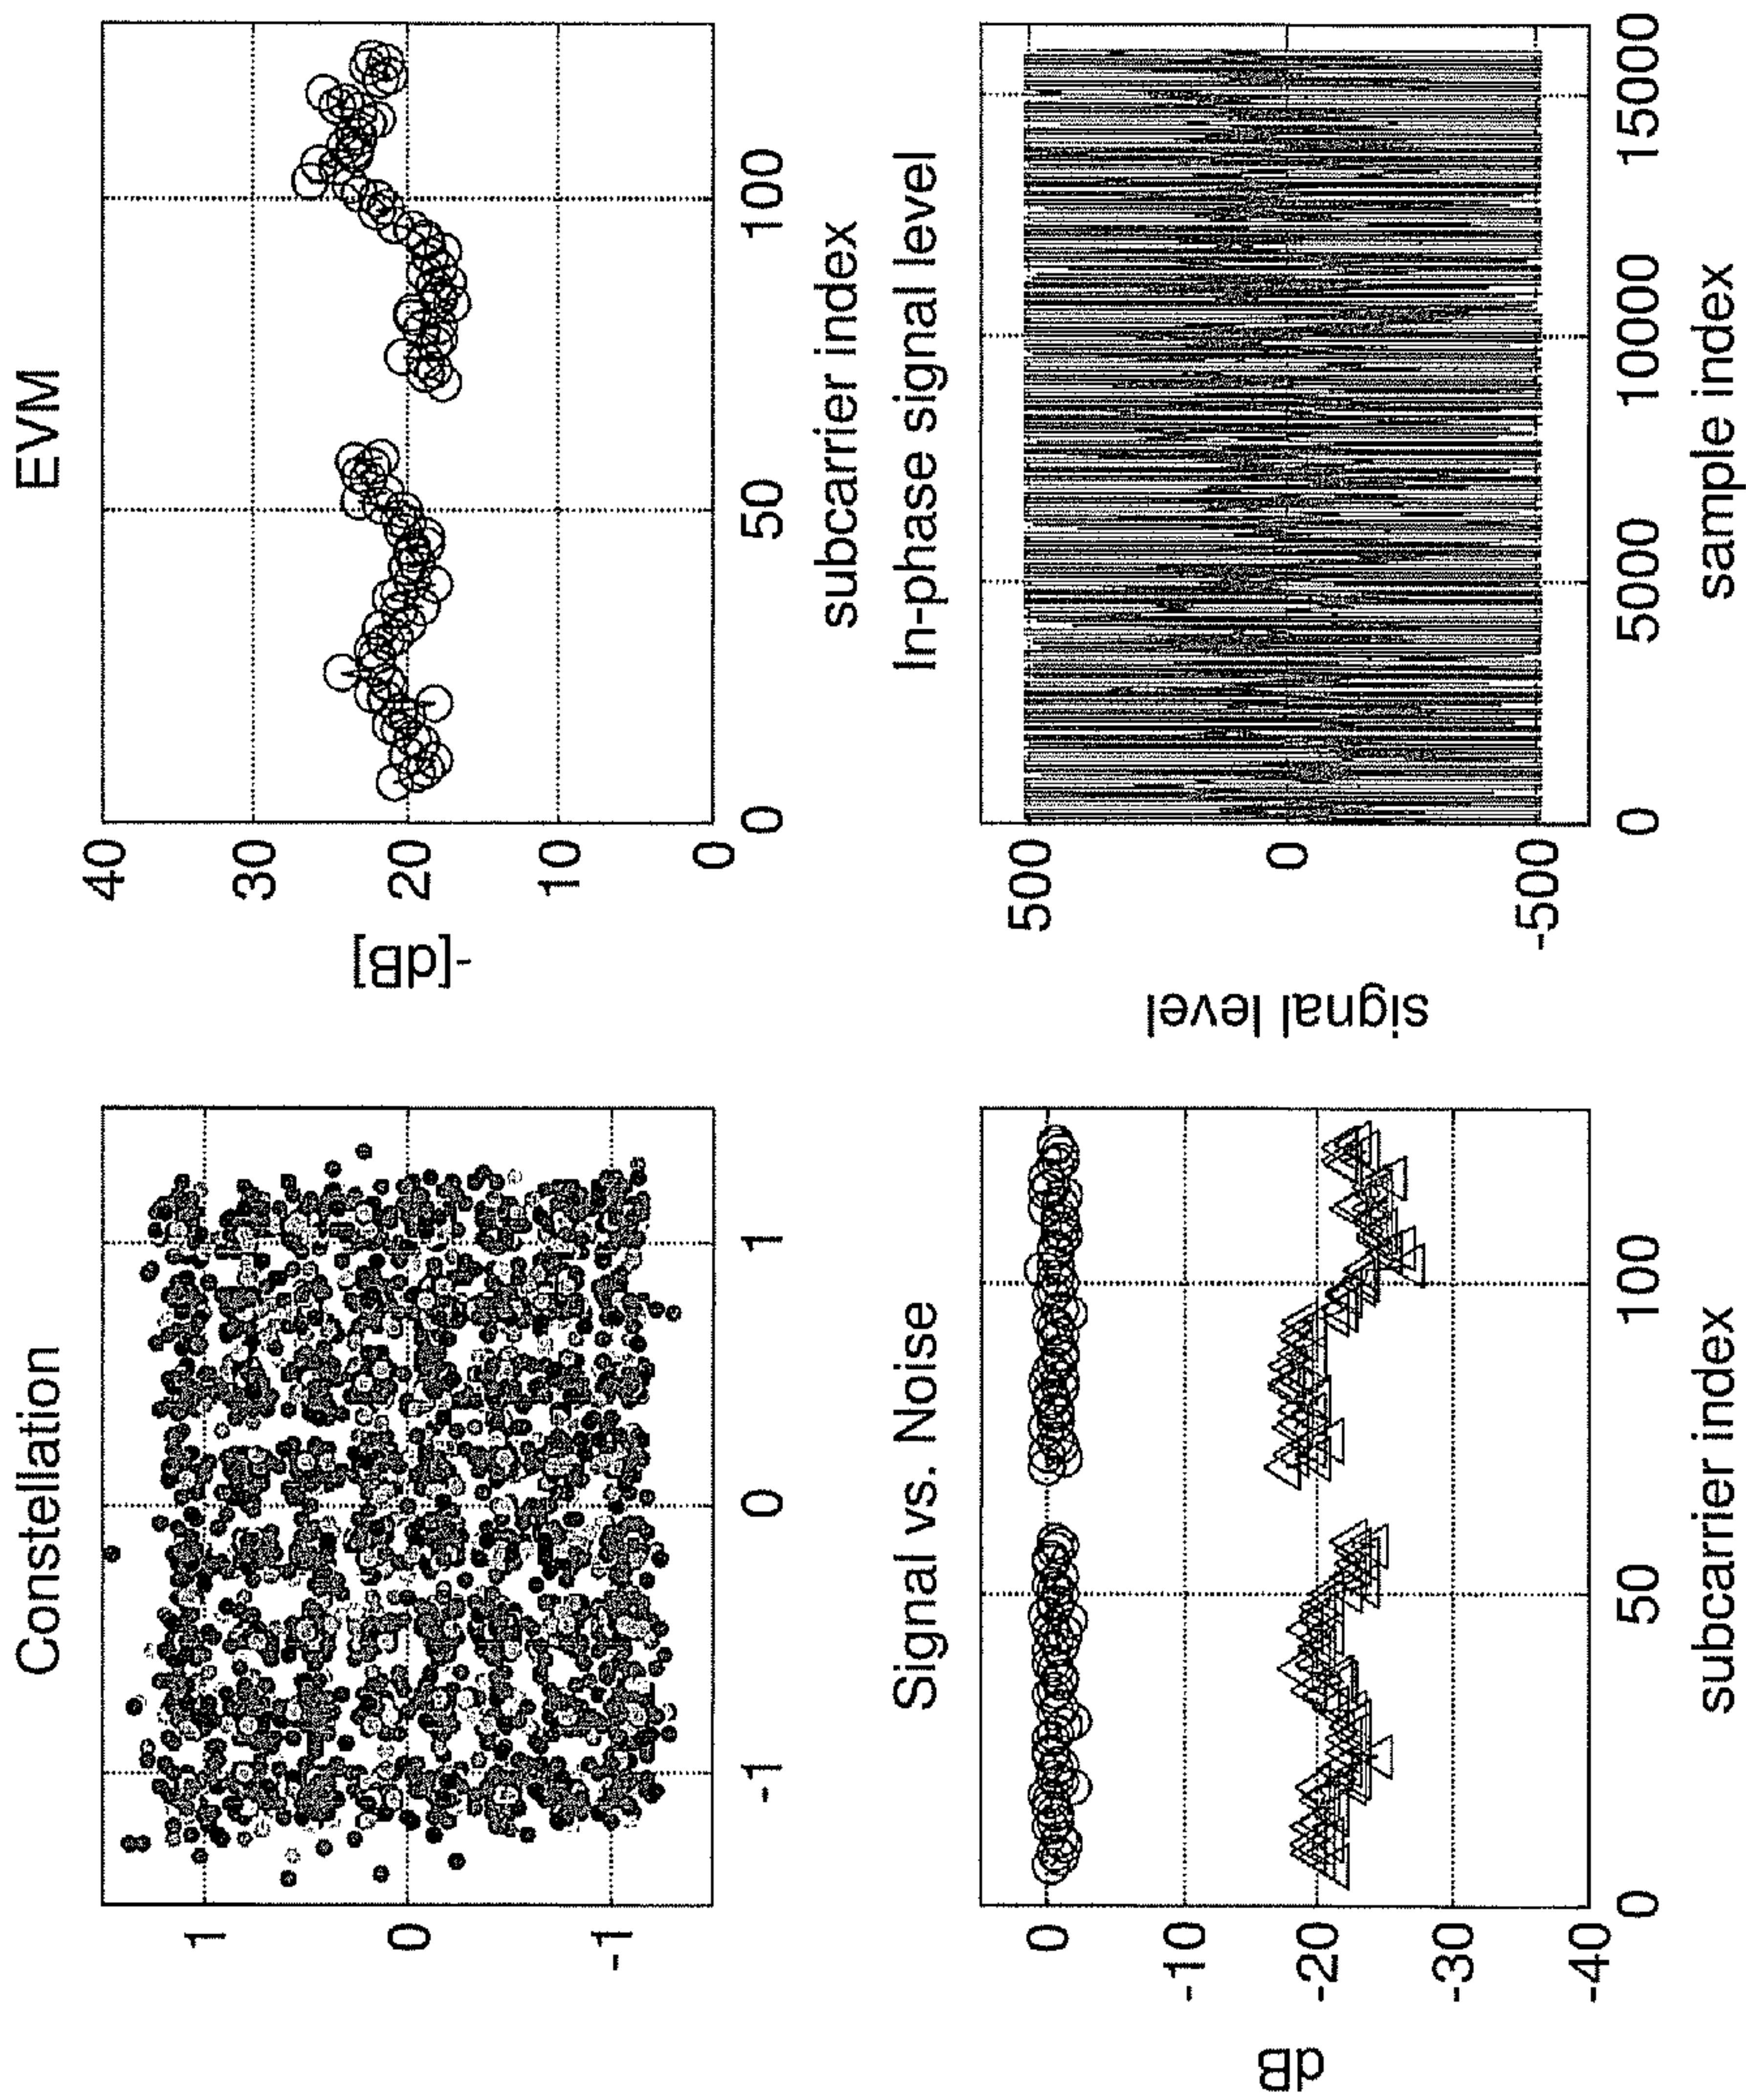 Constellation
1
0
-1
-1
0
1
EVM
-[dB]
40
30
20
10
0
0
50
100
subcarrier index
Signal vs. Noise
dB
0
-10
-20
-30
-40
0
50
100
subcarrier index
In-phase signal level
signal level
500
0
-500
0
5000
10000
15000
sample index